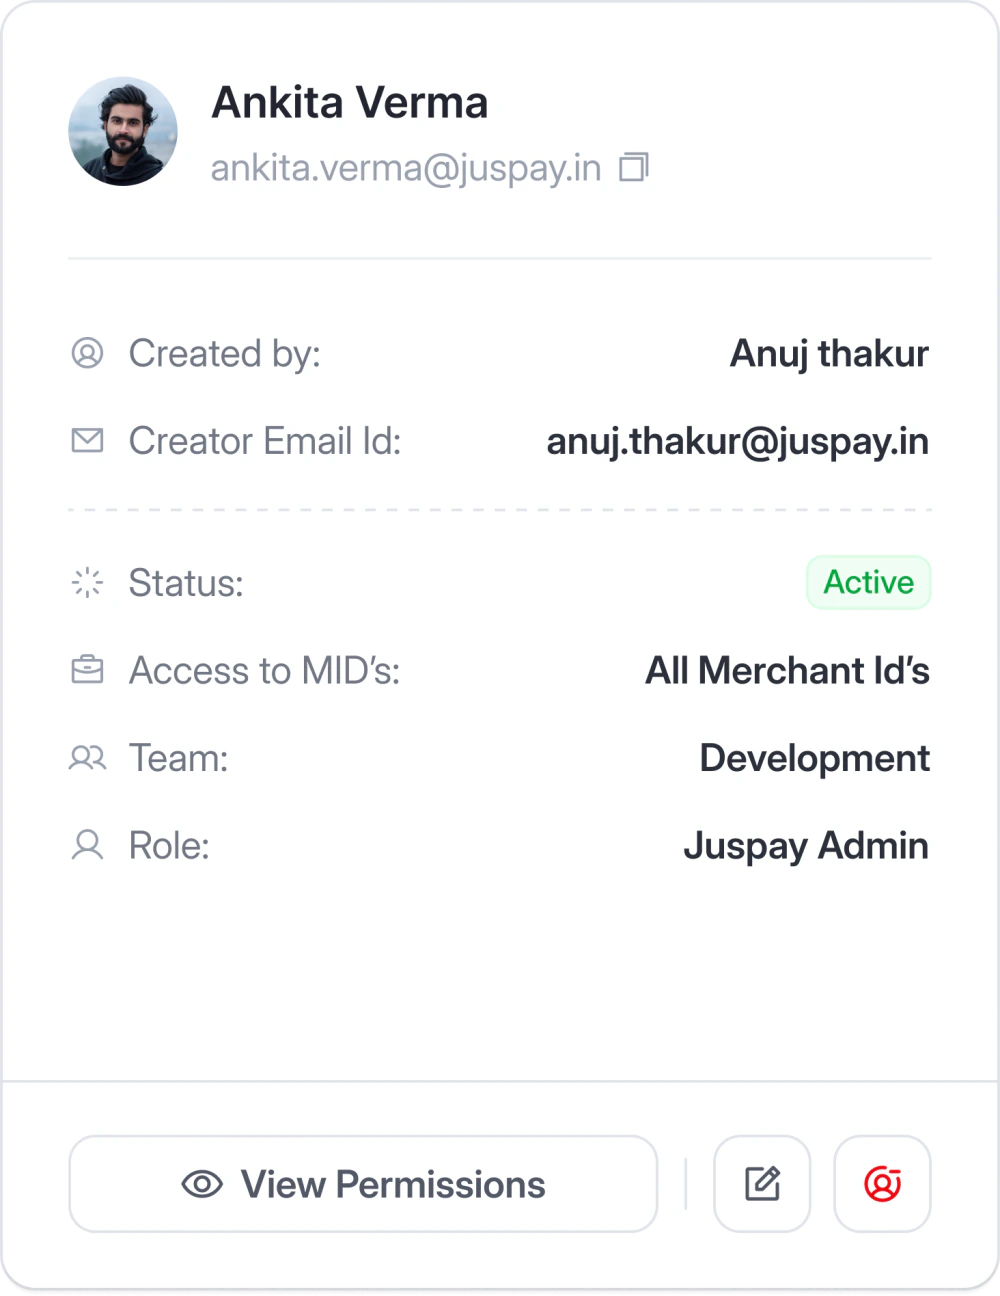 Ankita Verma
ankita.verma@juspay.in
Created by: Anuj thakur
Creator Email Id: anuj.thakur@juspay.in
Status: Active
Access to MID’s: All Merchant Id’s
Team: Development
Role: Juspay Admin
View Permissions